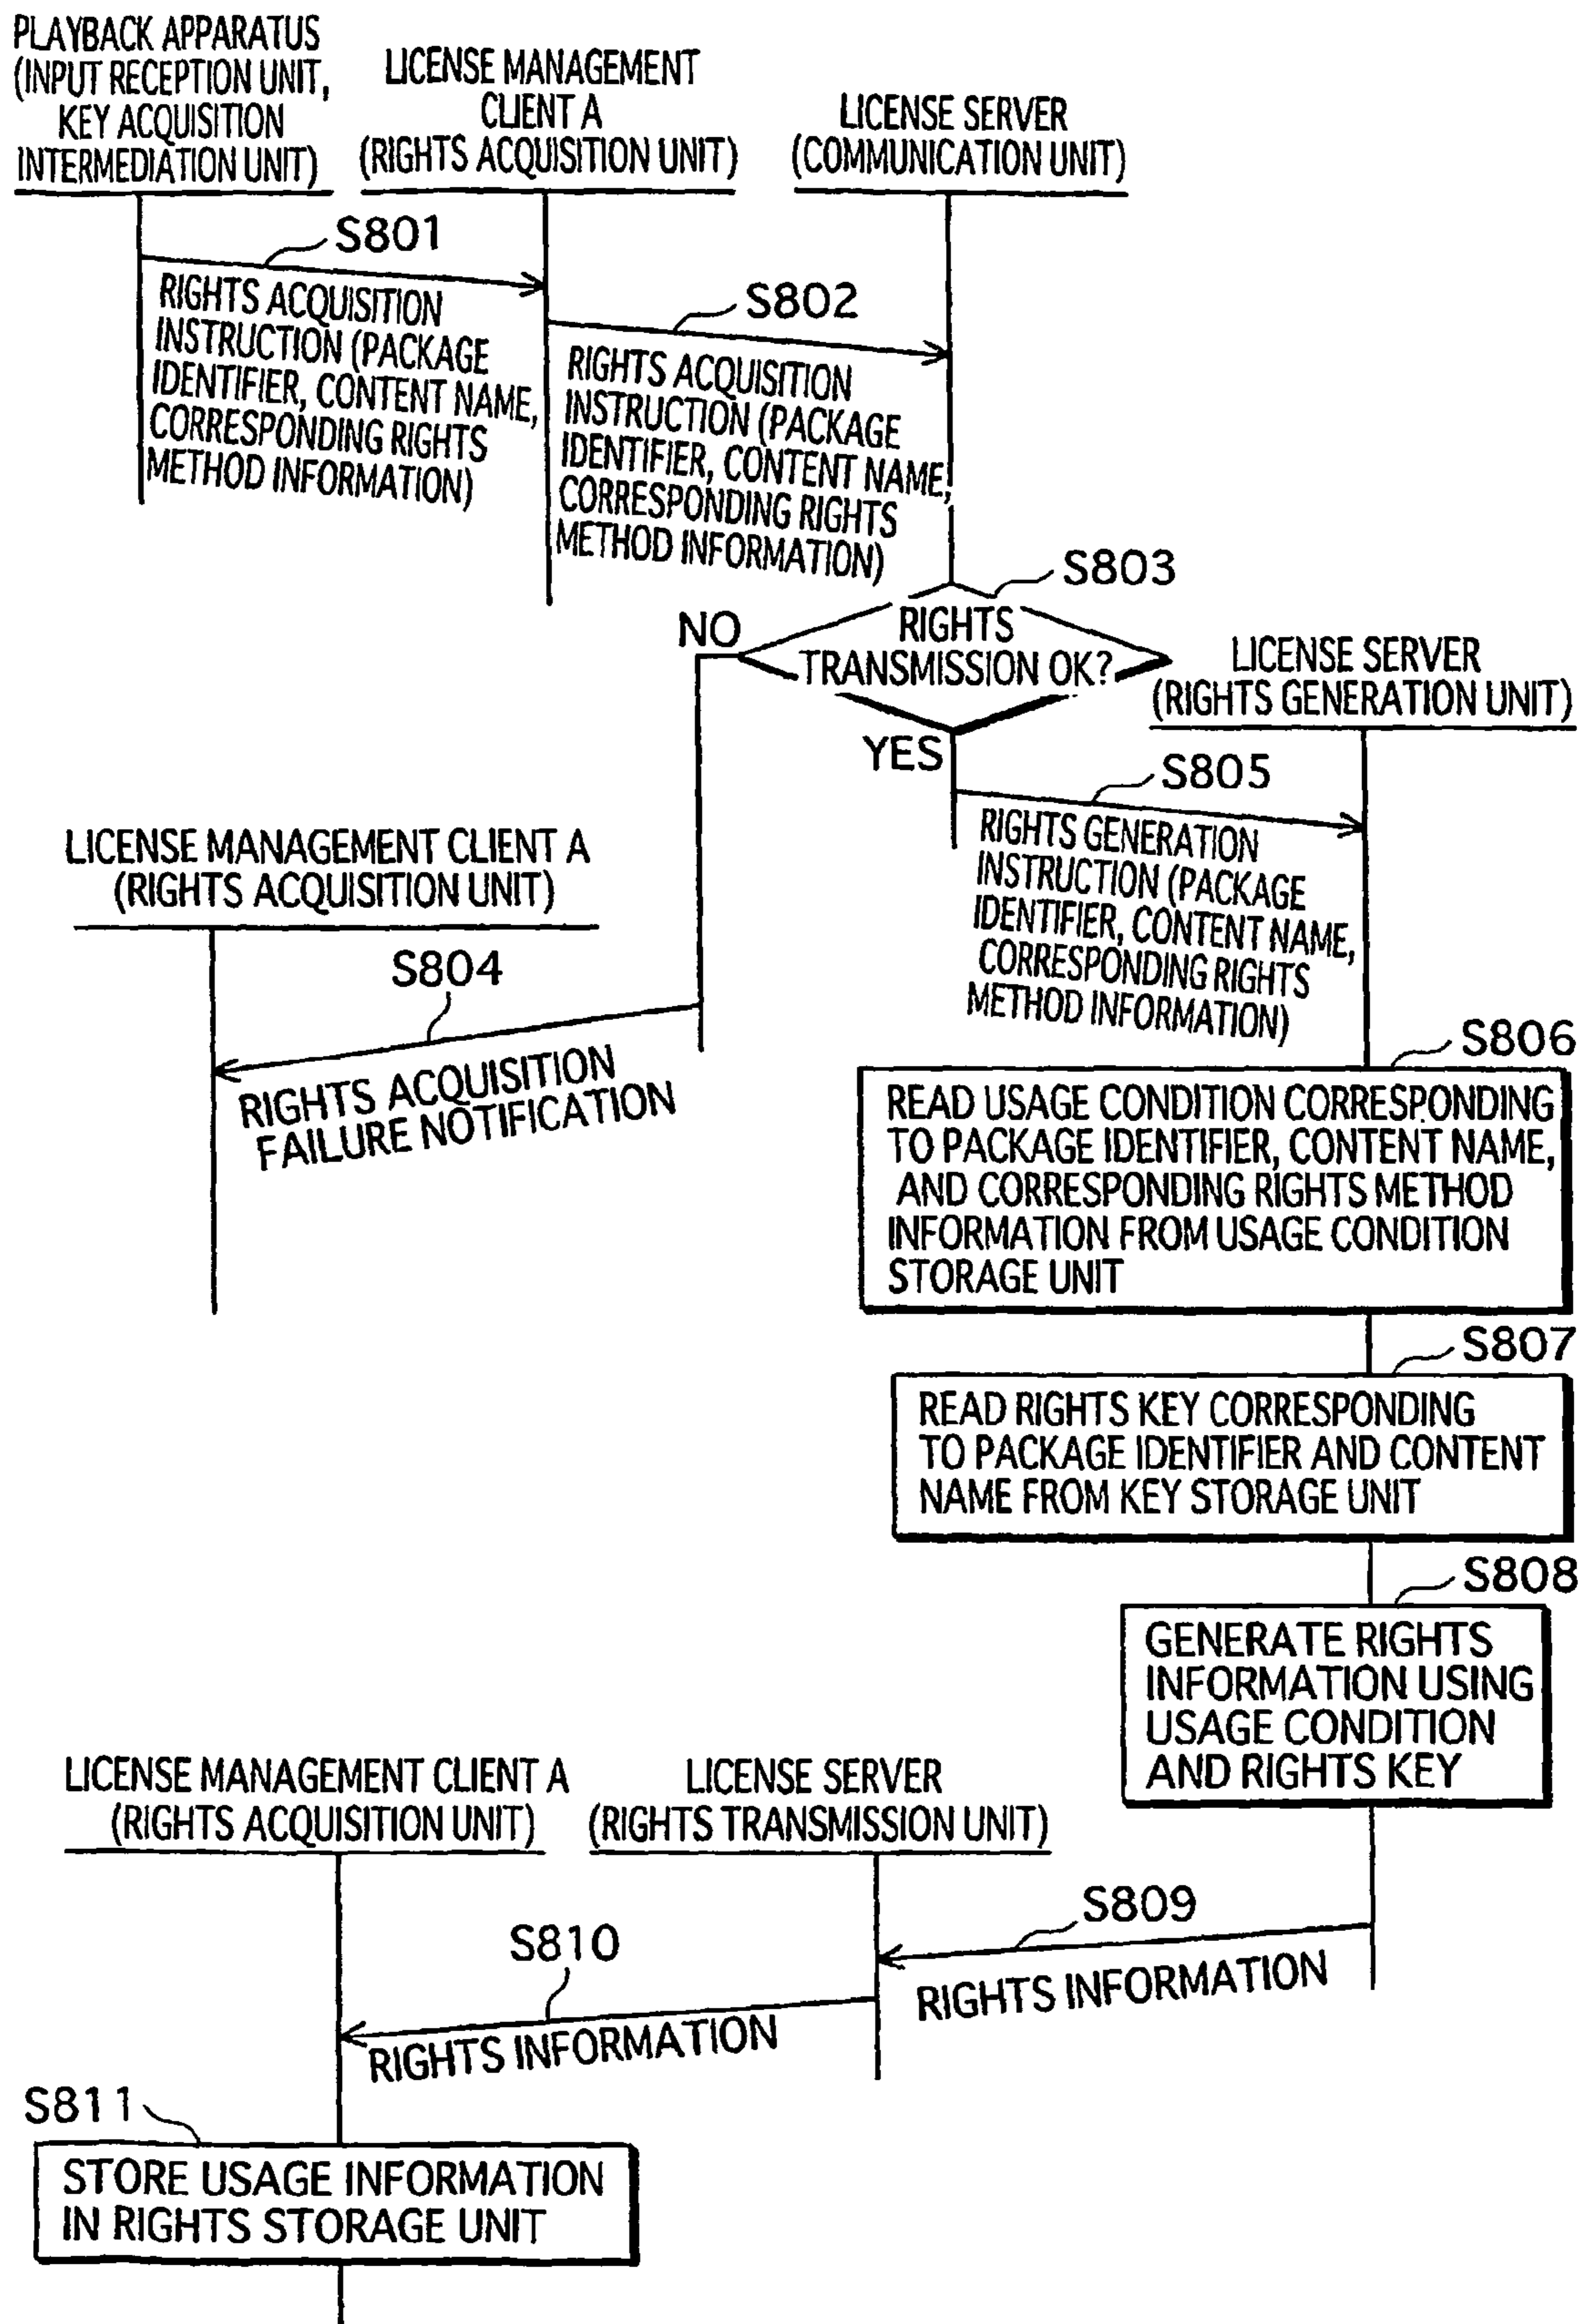 PLAYBACK APPARATUS
(INPUT RECEPTION UNIT,
KEY ACQUISITION
INTERMEDIATION UNIT)
LICENSE MANAGEMENT
CLIENT A
(RIGHTS ACQUISITION UNIT)
LICENSE SERVER
(COMMUNICATION UNIT)
S801
RIGHTS ACQUISITION
INSTRUCTION (PACKAGE
IDENTIFIER, CONTENT NAME,
CORRESPONDING RIGHTS
METHOD INFORMATION)
S802
RIGHTS ACQUISITION
INSTRUCTION (PACKAGE
IDENTIFIER, CONTENT NAME,
CORRESPONDING RIGHTS
METHOD INFORMATION)
S803
RIGHTS
TRANSMISSION OK?
NO
YES
LICENSE SERVER
(RIGHTS GENERATION UNIT)
S805
RIGHTS GENERATION
INSTRUCTION (PACKAGE
IDENTIFIER, CONTENT NAME,
CORRESPONDING RIGHTS
METHOD INFORMATION)
LICENSE MANAGEMENT CLIENT A
(RIGHTS ACQUISITION UNIT)
S804
RIGHTS ACQUISITION
FAILURE NOTIFICATION
S806
READ USAGE CONDITION CORRESPONDING
TO PACKAGE IDENTIFIER, CONTENT NAME,
AND CORRESPONDING RIGHTS METHOD
INFORMATION FROM USAGE CONDITION
STORAGE UNIT
S807
READ RIGHTS KEY CORRESPONDING
TO PACKAGE IDENTIFIER AND CONTENT
NAME FROM KEY STORAGE UNIT
S808
GENERATE RIGHTS
INFORMATION USING
USAGE CONDITION
AND RIGHTS KEY
LICENSE MANAGEMENT CLIENT A
(RIGHTS ACQUISITION UNIT)
LICENSE SERVER
(RIGHTS TRANSMISSION UNIT)
S809
RIGHTS INFORMATION
S810
RIGHTS INFORMATION
S811
STORE USAGE INFORMATION
IN RIGHTS STORAGE UNIT